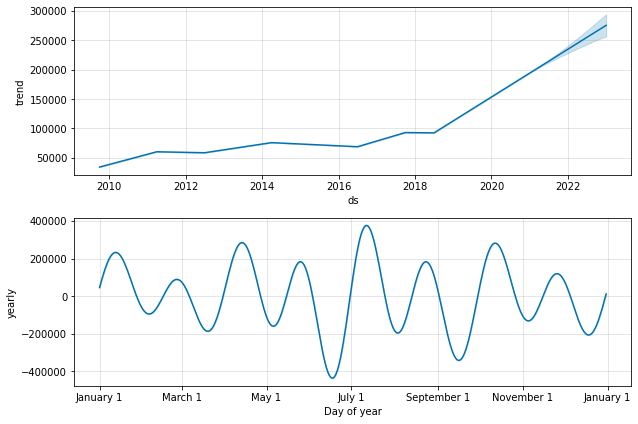 300000
250000
200000
150000
100000
50000
trend
2010 2012 2014 2016 2018 2020 2022
ds
400000
200000
0
−200000
−400000
yearly
January 1 March 1 May 1 July 1 September 1 November 1 January 1
Day of year